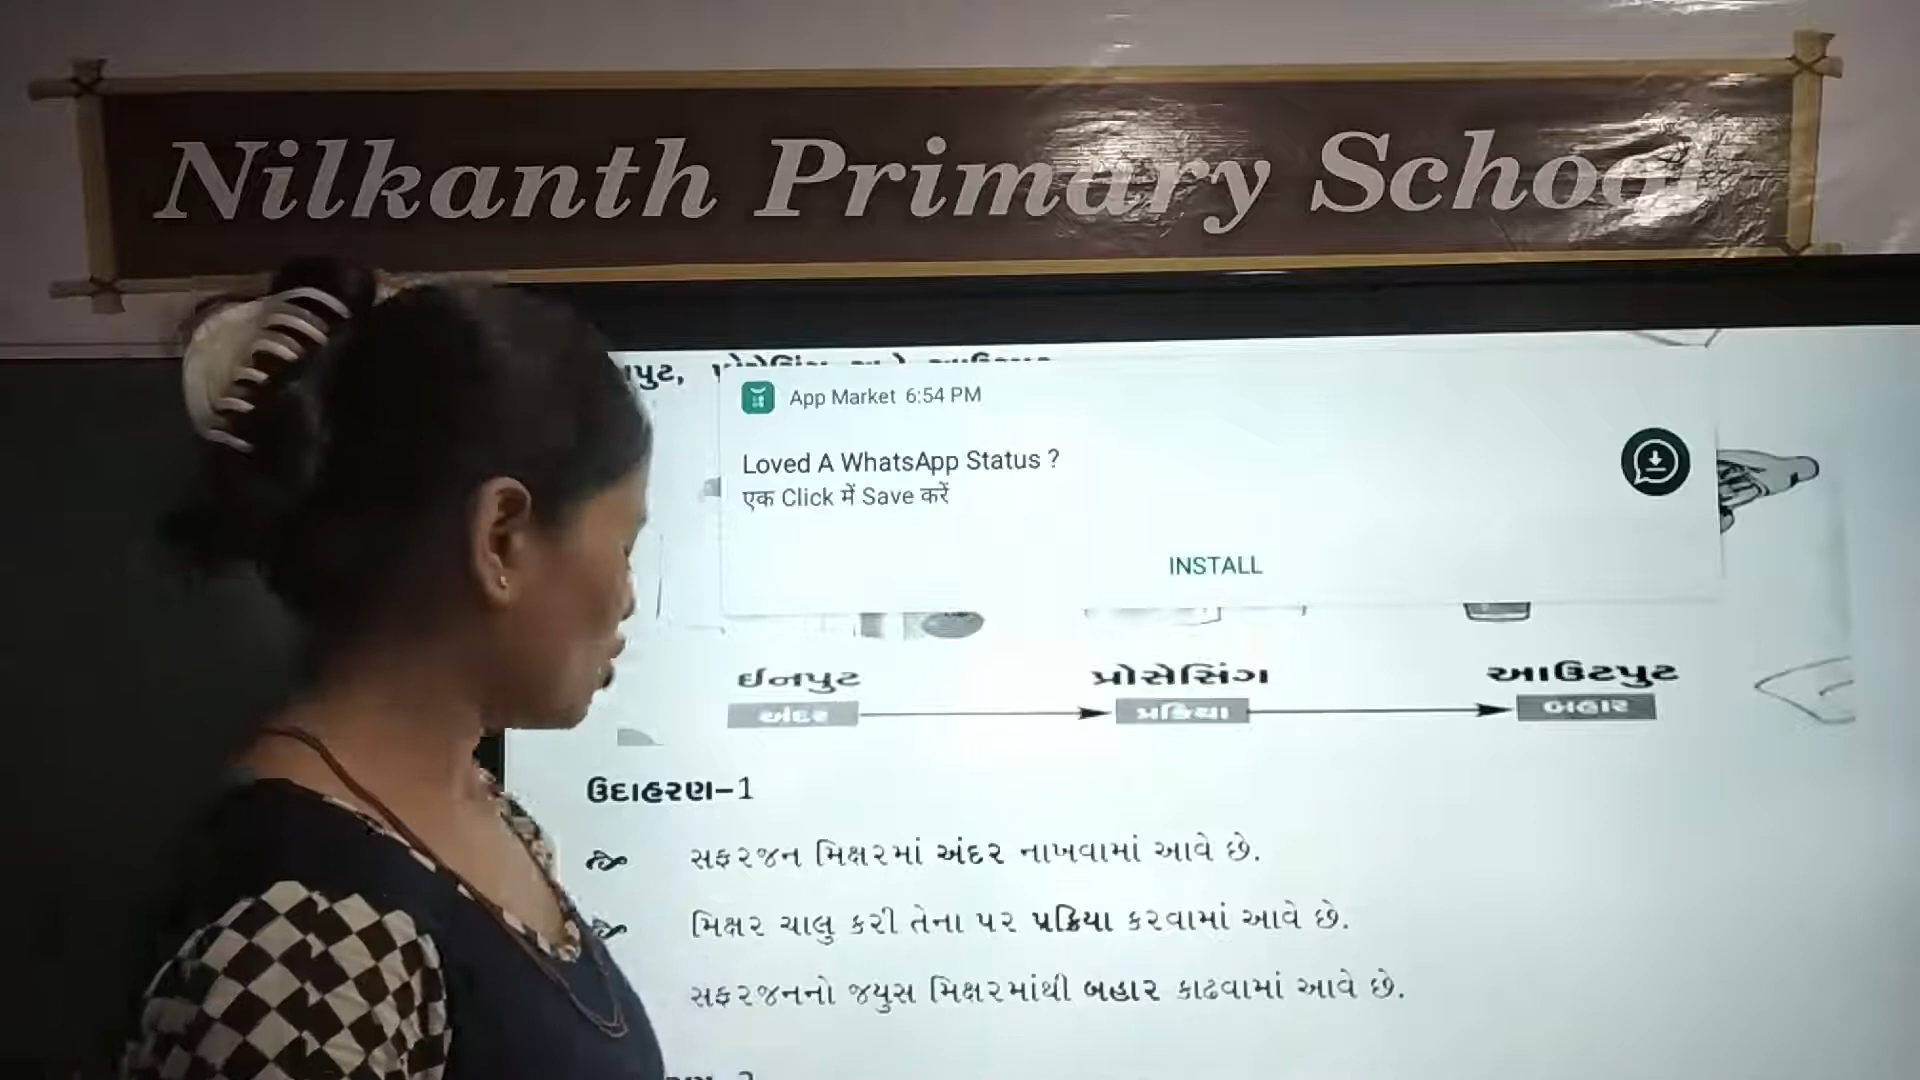 Nilkanth Primary School
App Market 6:54 PM
Loved A WhatsApp Status ?
एक Click में Save करें
INSTALL
ઈનપુટ પ્રોસેસિંગ આઉટપુટ
અંદર પ્રક્રિયા બહાર
ઉદાહરણ–1
સફરજન મિક્ષરમાં અંદર નાખવામાં આવે છે.
મિક્ષર ચાલુ કરી તેના પર પ્રક્રિયા કરવામાં આવે છે.
સફરજનનો જ્યુસ મિક્ષરમાંથી બહાર કાઢવામાં આવે છે.